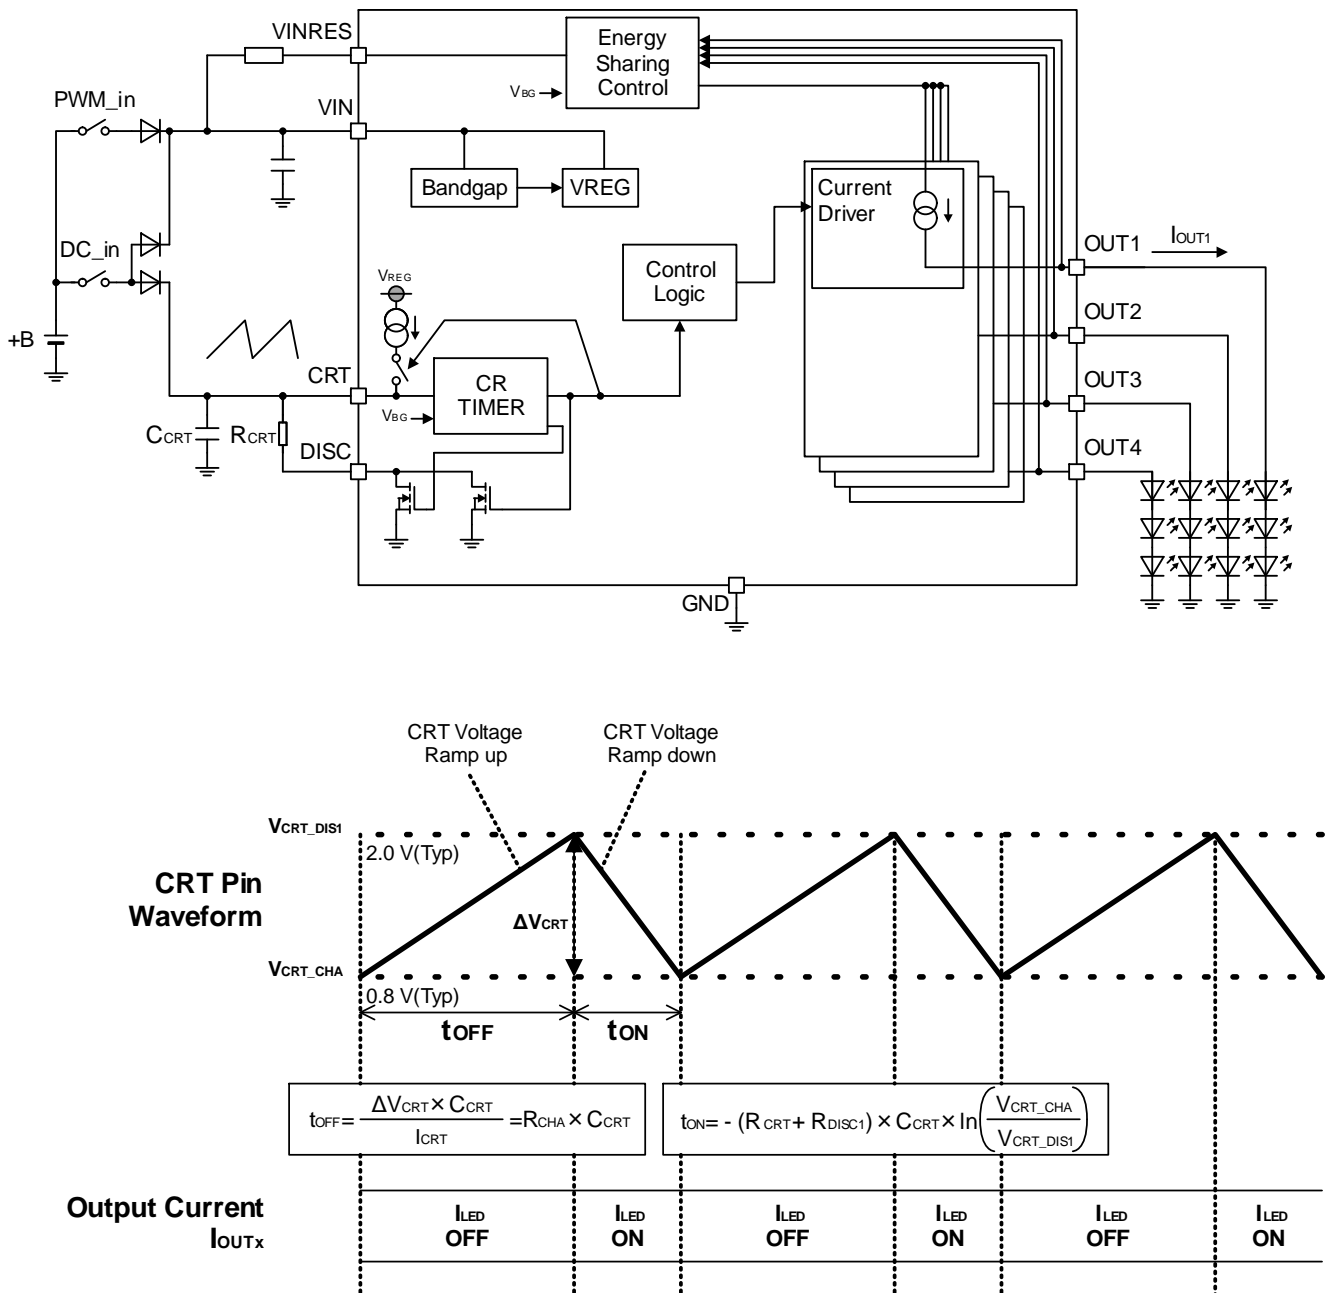 VINRES
Energy
Sharing
Control
VBG
PWM_in
VIN
Bandgap
VREG
Current
Driver
DC_in
OUT1
IOUT1
VREG
Control
Logic
OUT2
+B
CRT
CR
TIMER
VBG
OUT3
CCRT
RCRT
DISC
OUT4
GND
CRT Voltage
Ramp up
CRT Voltage
Ramp down
VCRT_DIS1
2.0 V(Typ)
CRT Pin
Waveform
ΔVCRT
VCRT_CHA
0.8 V(Typ)
tOFF
tON
tOFF= ΔVCRT × CCRT / ICRT =RCHA × CCRT
tON= - (RCRT+ RDISC1) × CCRT × ln(VCRT_CHA / VCRT_DIS1)
Output Current
IOUTx
ILED
OFF
ILED
ON
ILED
OFF
ILED
ON
ILED
OFF
ILED
ON